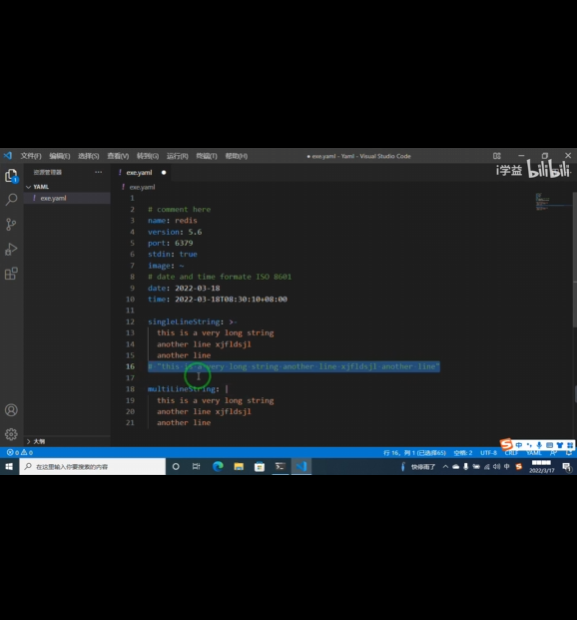 文件(F) 编辑(E) 选择(S) 查看(V) 转到(G) 运行(R) 终端(T) 帮助(H) ● exe.yaml - Yaml - Visual Studio Code
i学益 bilibili
资源管理器 ··· exe.yaml ●
YAML exe.yaml
exe.yaml
1
2 # comment here
3 name: redis
4 version: 5.6
5 port: 6379
6 stdin: true
7 image: ~
8 # date and time formate ISO 8601
9 date: 2022-03-18
10 time: 2022-03-18T08:30:10+08:00
11
12 singleLineString: >-
13 this is a very long string
14 another line xjfldsjl
15 another line
16 # "this is a very long string another line xjfldsjl another line"
17
18 multiLineString: |
19 this is a very long string
20 another line xjfldsjl
21 another line
大纲
0 0 行 16, 列 1 (已选择65) 空格: 2 UTF-8 CRLF YAML
在这里输入你要搜索的内容 快降雨了 中
2022/3/17